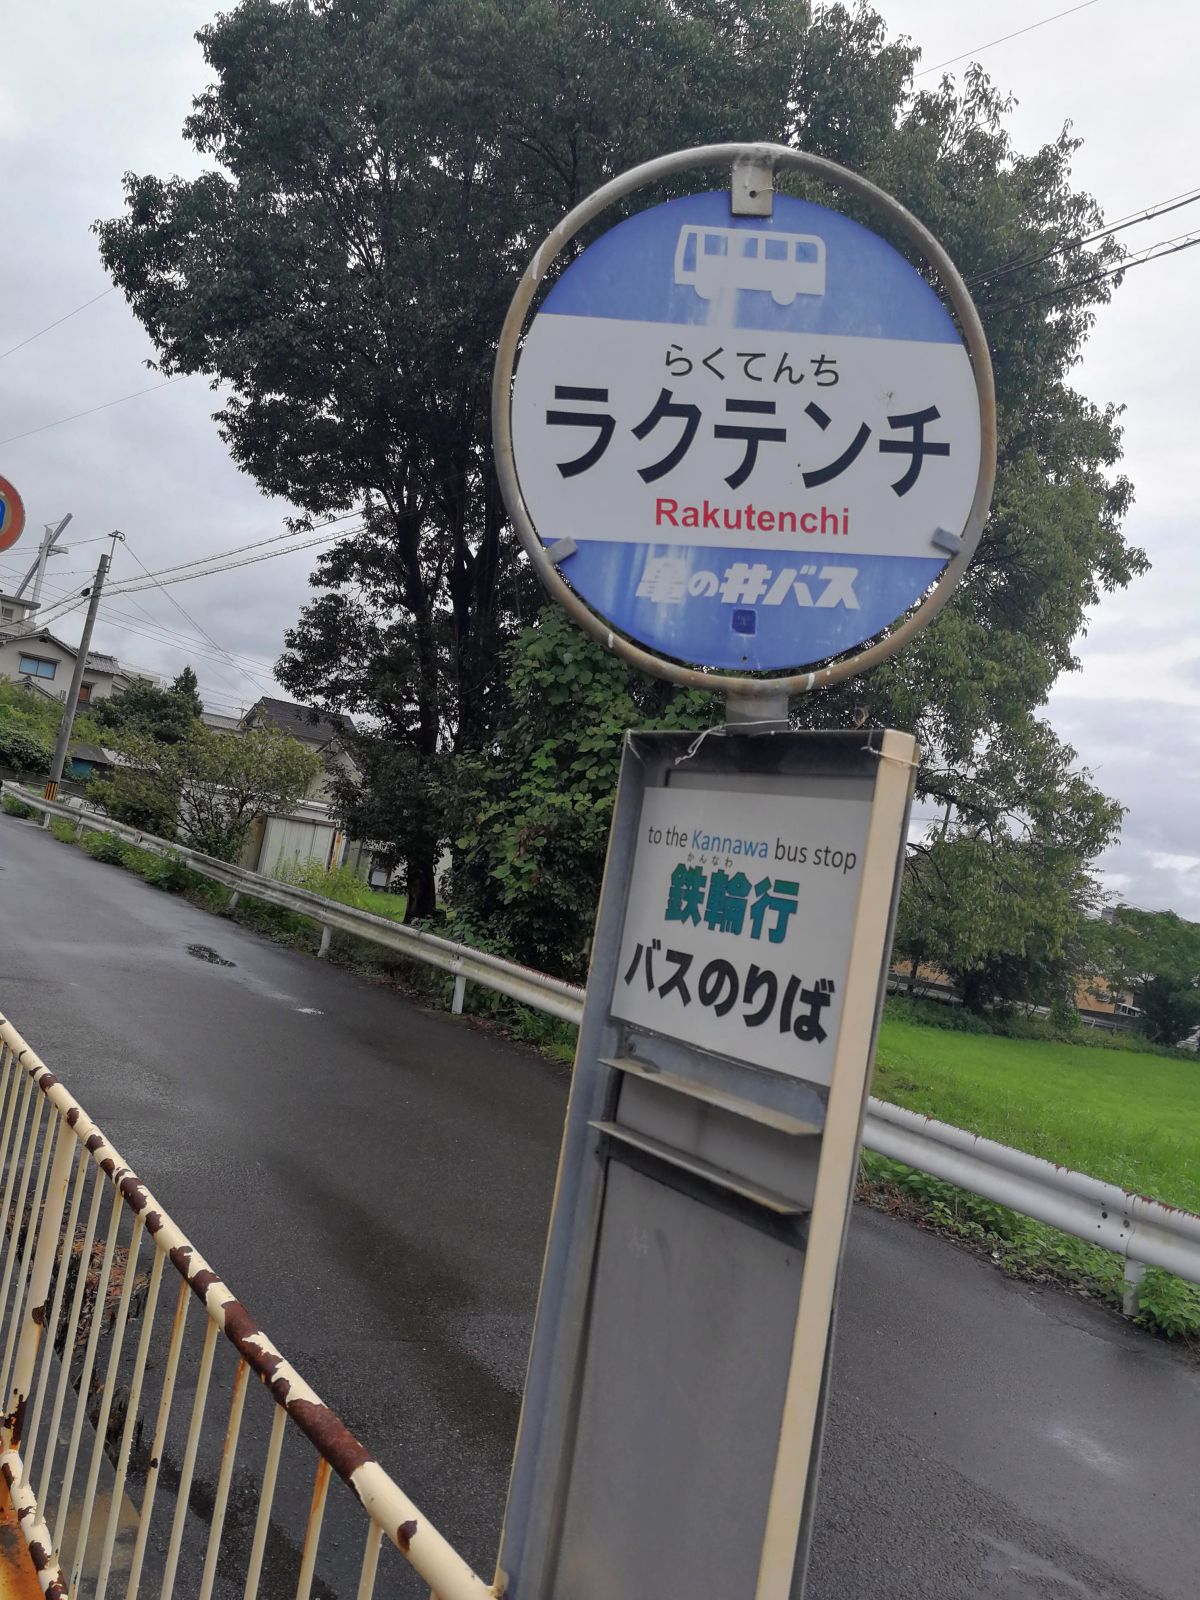 らくてんち
ラクテンチ
Rakutenchi
亀の井バス
to the Kannawa bus stop
かんなわ
鉄輪行
バスのりば